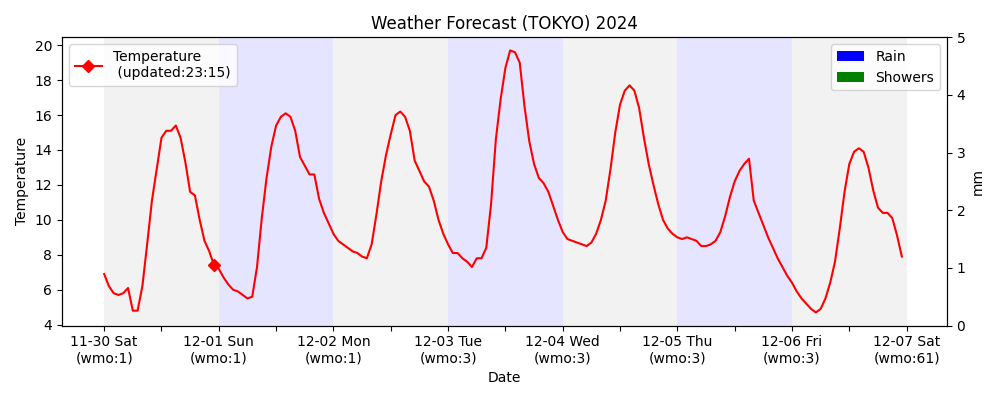 Weather Forecast (TOKYO) 2024
Temperature
(updated:23:15)
Rain
Showers
20
18
16
14
12
10
8
6
4
Temperature
5
4
3
2
1
0
mm
11-30 Sat
(wmo:1)
12-01 Sun
(wmo:1)
12-02 Mon
(wmo:1)
12-03 Tue
(wmo:3)
12-04 Wed
(wmo:3)
12-05 Thu
(wmo:3)
12-06 Fri
(wmo:3)
12-07 Sat
(wmo:61)
Date